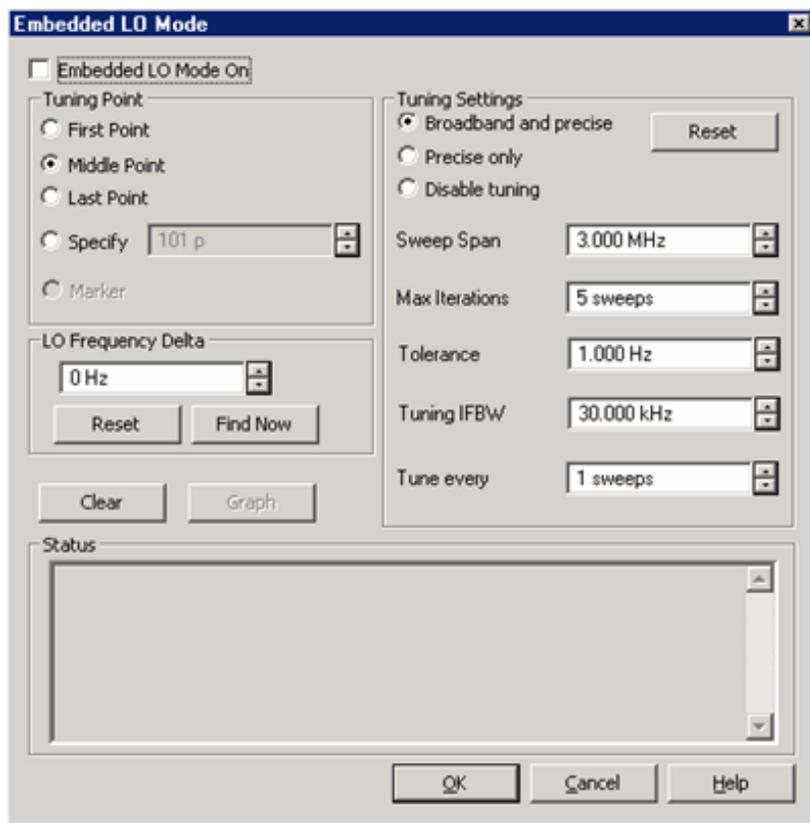 Embedded LO Mode
Embedded LO Mode On
Tuning Point
First Point
Middle Point
Last Point
Specify 101 p
Marker
LO Frequency Delta
0 Hz
Reset Find Now
Clear Graph
Tuning Settings
Broadband and precise Reset
Precise only
Disable tuning
Sweep Span 3.000 MHz
Max Iterations 5 sweeps
Tolerance 1.000 Hz
Tuning IFBW 30.000 kHz
Tune every 1 sweeps
Status
OK Cancel Help